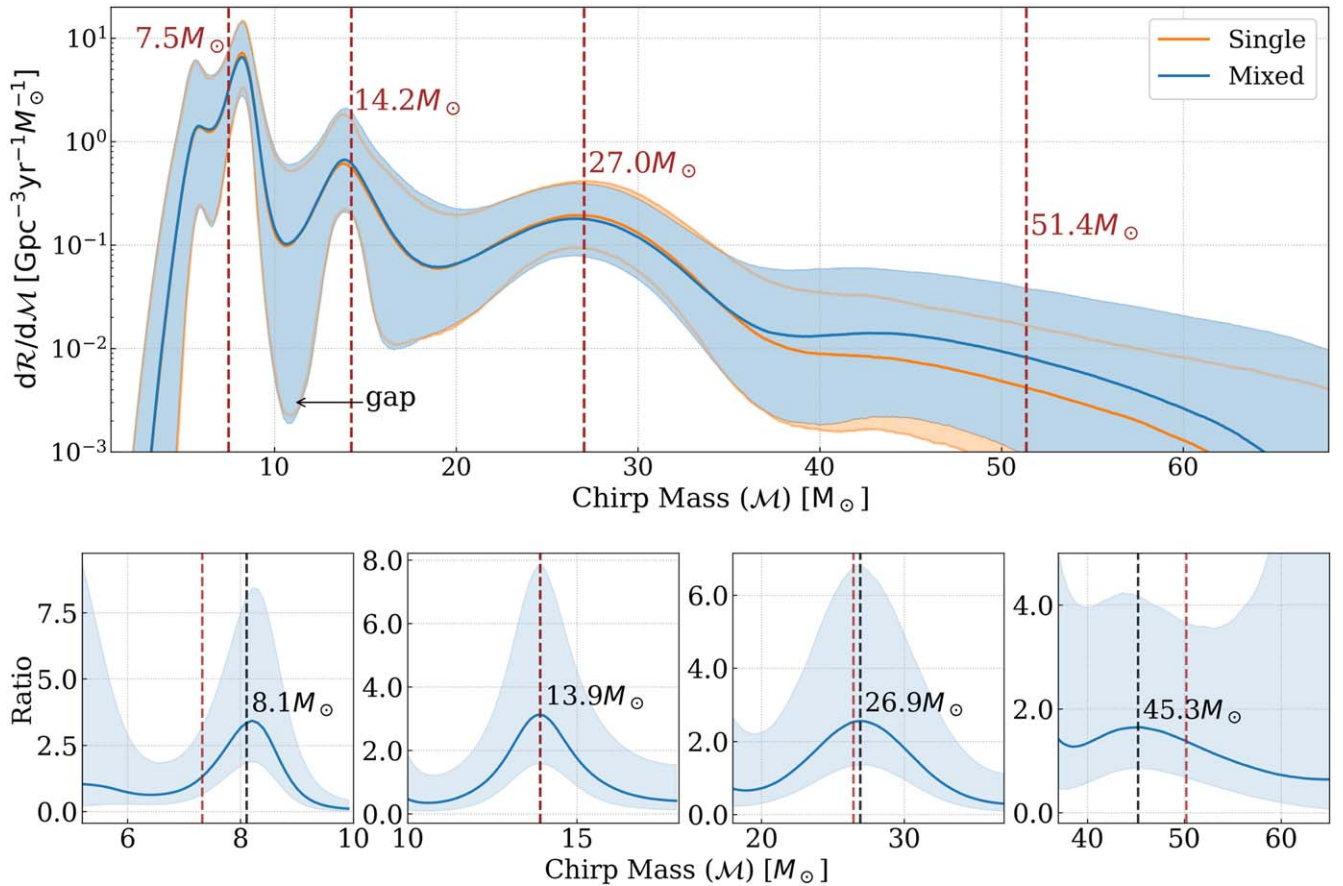 10¹
10⁰
10⁻¹
10⁻²
10⁻³
dℛ/dℳ [Gpc⁻³yr⁻¹M⊙⁻¹]
7.5M⊙
14.2M⊙
27.0M⊙
51.4M⊙
Single
Mixed
gap
10 20 30 40 50 60
Chirp Mass (ℳ) [M⊙]
Ratio
7.5
5.0
2.5
0.0
8.1M⊙
6 8 10
8.0
6.0
4.0
2.0
0.0
13.9M⊙
10 15
6.0
4.0
2.0
0.0
26.9M⊙
20 30
4.0
2.0
0.0
45.3M⊙
40 50 60
Chirp Mass (ℳ) [M⊙]